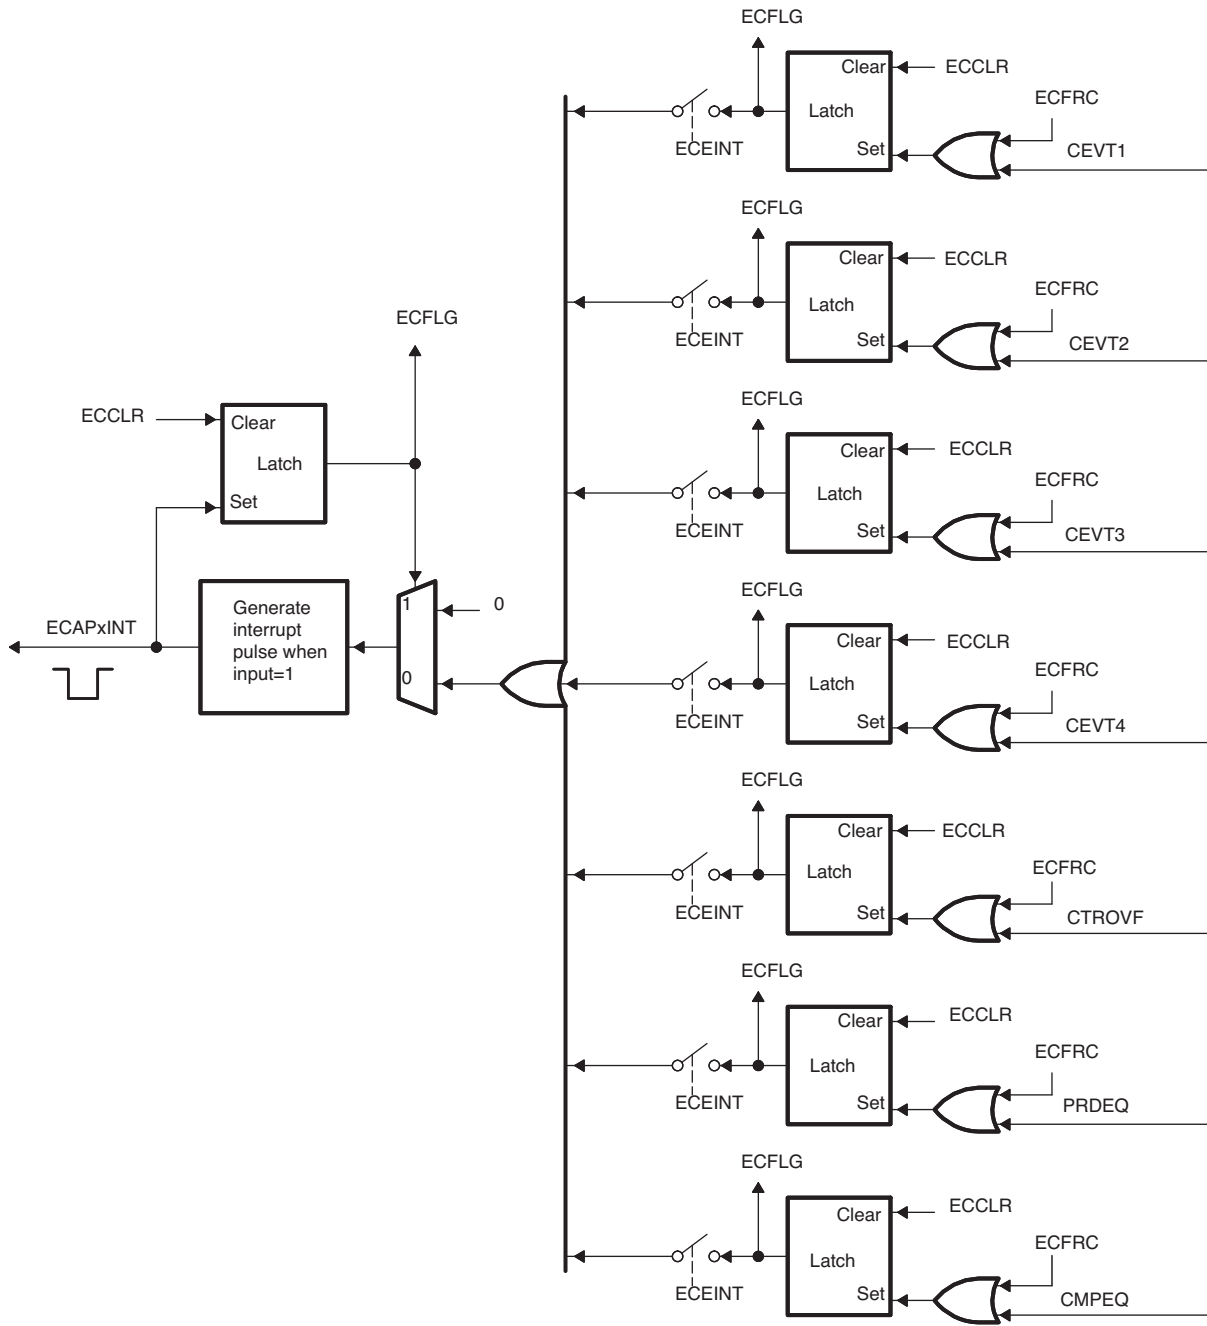 ECFLG
Clear
ECCLR
Latch
ECFRC
ECEINT
Set
CEVT1
ECFLG
Clear
ECCLR
Latch
ECFRC
ECEINT
Set
CEVT2
ECFLG
ECFLG
ECCLR
Clear
Latch
Set
Clear
ECCLR
Latch
ECFRC
ECEINT
Set
CEVT3
ECAPxINT
Generate
interrupt
pulse when
input=1
1
0
0
ECFLG
Clear
ECCLR
Latch
ECFRC
ECEINT
Set
CEVT4
ECFLG
Clear
ECCLR
Latch
ECFRC
ECEINT
Set
CTROVF
ECFLG
Clear
ECCLR
Latch
ECFRC
ECEINT
Set
PRDEQ
ECFLG
Clear
ECCLR
Latch
ECFRC
ECEINT
Set
CMPEQ